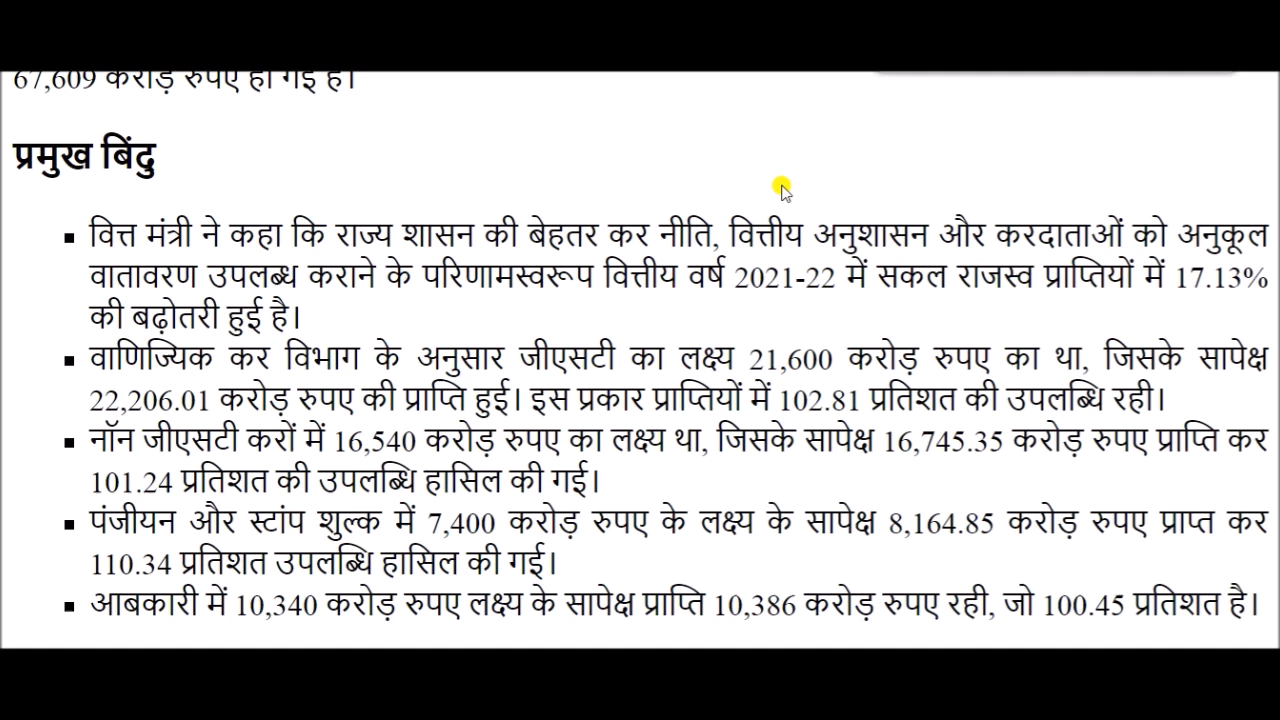 67,609 करोड़ रुपए हो गई है।
प्रमुख बिंदु
▪ वित्त मंत्री ने कहा कि राज्य शासन की बेहतर कर नीति, वित्तीय अनुशासन और करदाताओं को अनुकूल
वातावरण उपलब्ध कराने के परिणामस्वरूप वित्तीय वर्ष 2021-22 में सकल राजस्व प्राप्तियों में 17.13%
की बढ़ोतरी हुई है।
▪ वाणिज्यिक कर विभाग के अनुसार जीएसटी का लक्ष्य 21,600 करोड़ रुपए का था, जिसके सापेक्ष
22,206.01 करोड़ रुपए की प्राप्ति हुई। इस प्रकार प्राप्तियों में 102.81 प्रतिशत की उपलब्धि रही।
▪ नॉन जीएसटी करों में 16,540 करोड़ रुपए का लक्ष्य था, जिसके सापेक्ष 16,745.35 करोड़ रुपए प्राप्ति कर
101.24 प्रतिशत की उपलब्धि हासिल की गई।
▪ पंजीयन और स्टांप शुल्क में 7,400 करोड़ रुपए के लक्ष्य के सापेक्ष 8,164.85 करोड़ रुपए प्राप्त कर
110.34 प्रतिशत उपलब्धि हासिल की गई।
▪ आबकारी में 10,340 करोड़ रुपए लक्ष्य के सापेक्ष प्राप्ति 10,386 करोड़ रुपए रही, जो 100.45 प्रतिशत है।